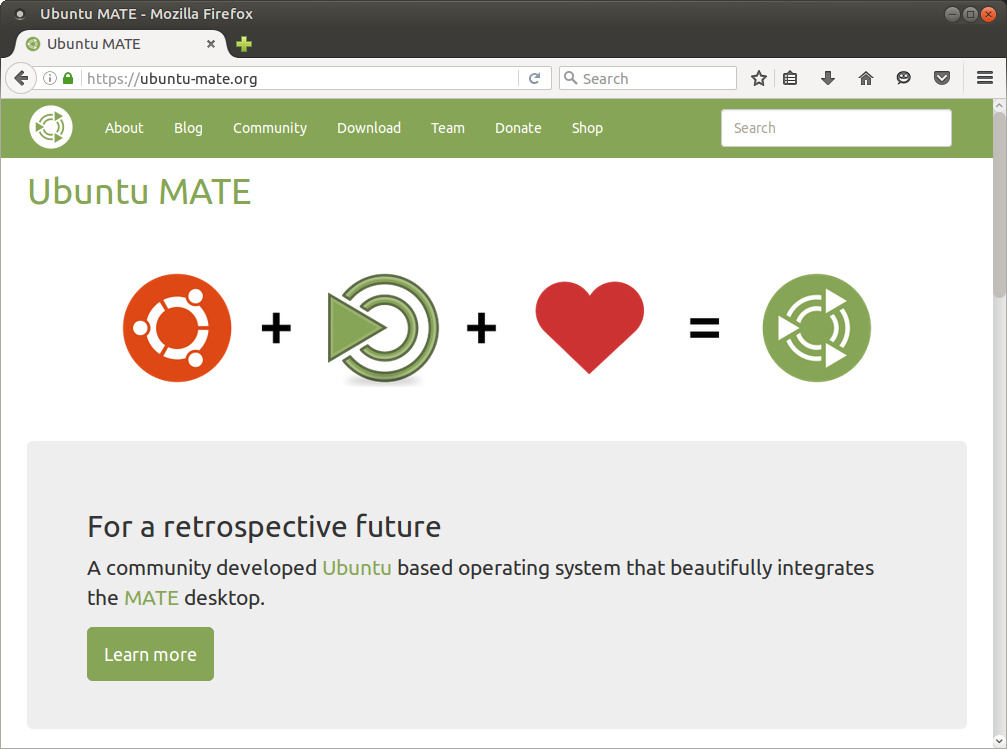 Ubuntu MATE - Mozilla Firefox
Ubuntu MATE
https://ubuntu-mate.org
Search
About Blog Community Download Team Donate Shop Search
Ubuntu MATE
+ + =
For a retrospective future
A community developed Ubuntu based operating system that beautifully integrates
the MATE desktop.
Learn more